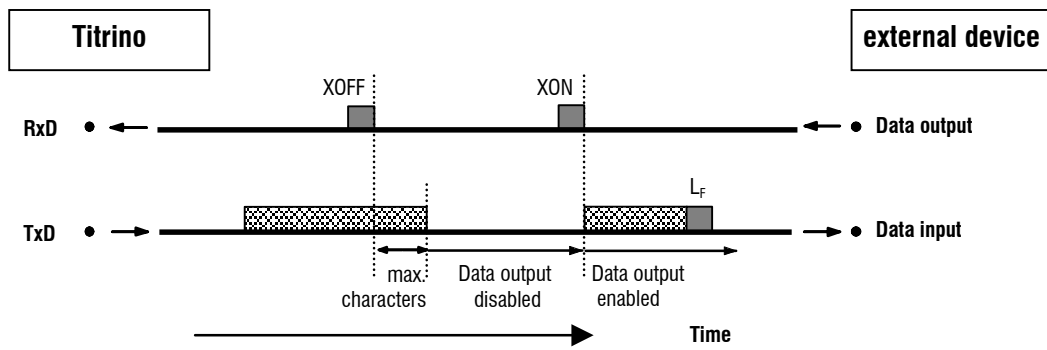 Titrino
external device
XOFF
XON
RxD
Data output
LF
TxD
Data input
max.
characters
Data output
disabled
Data output
enabled
Time